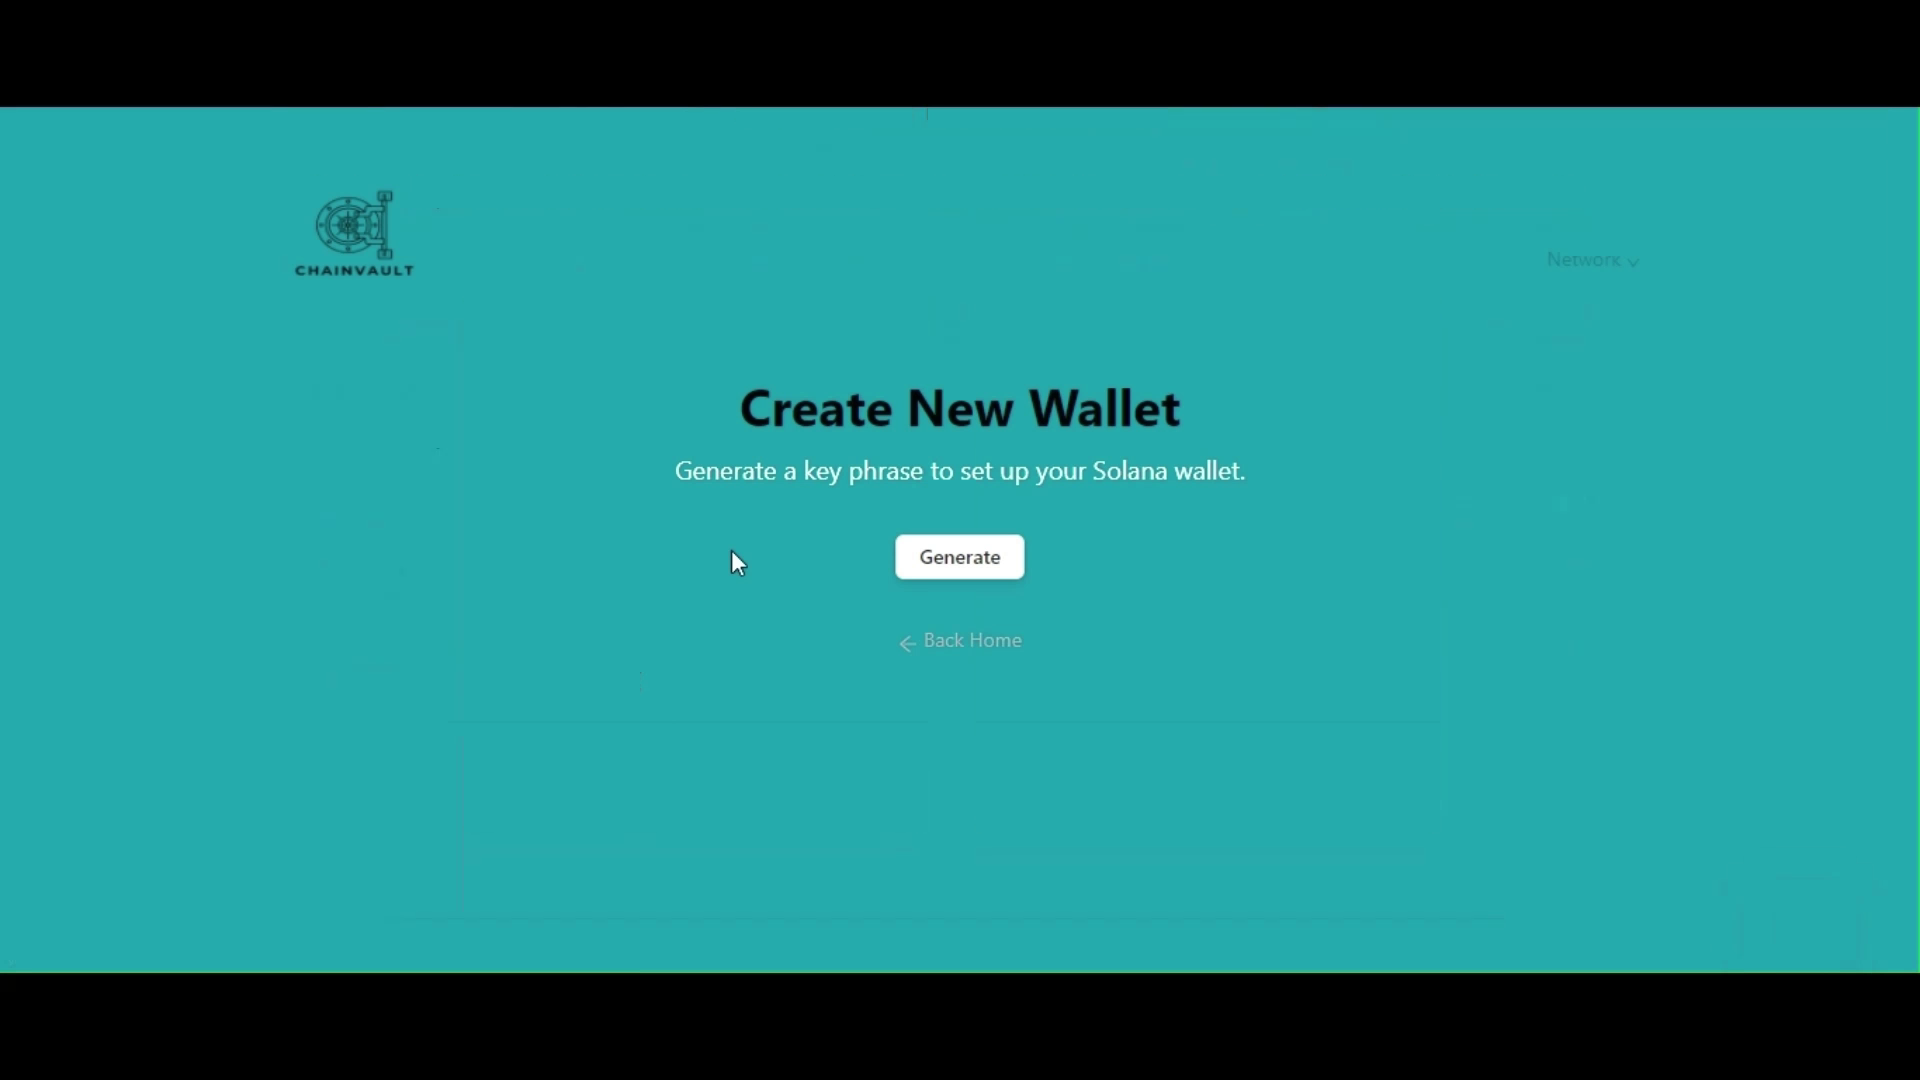 CHAINVAULT
Network
Create New Wallet
Generate a key phrase to set up your Solana wallet.
Generate
Back Home